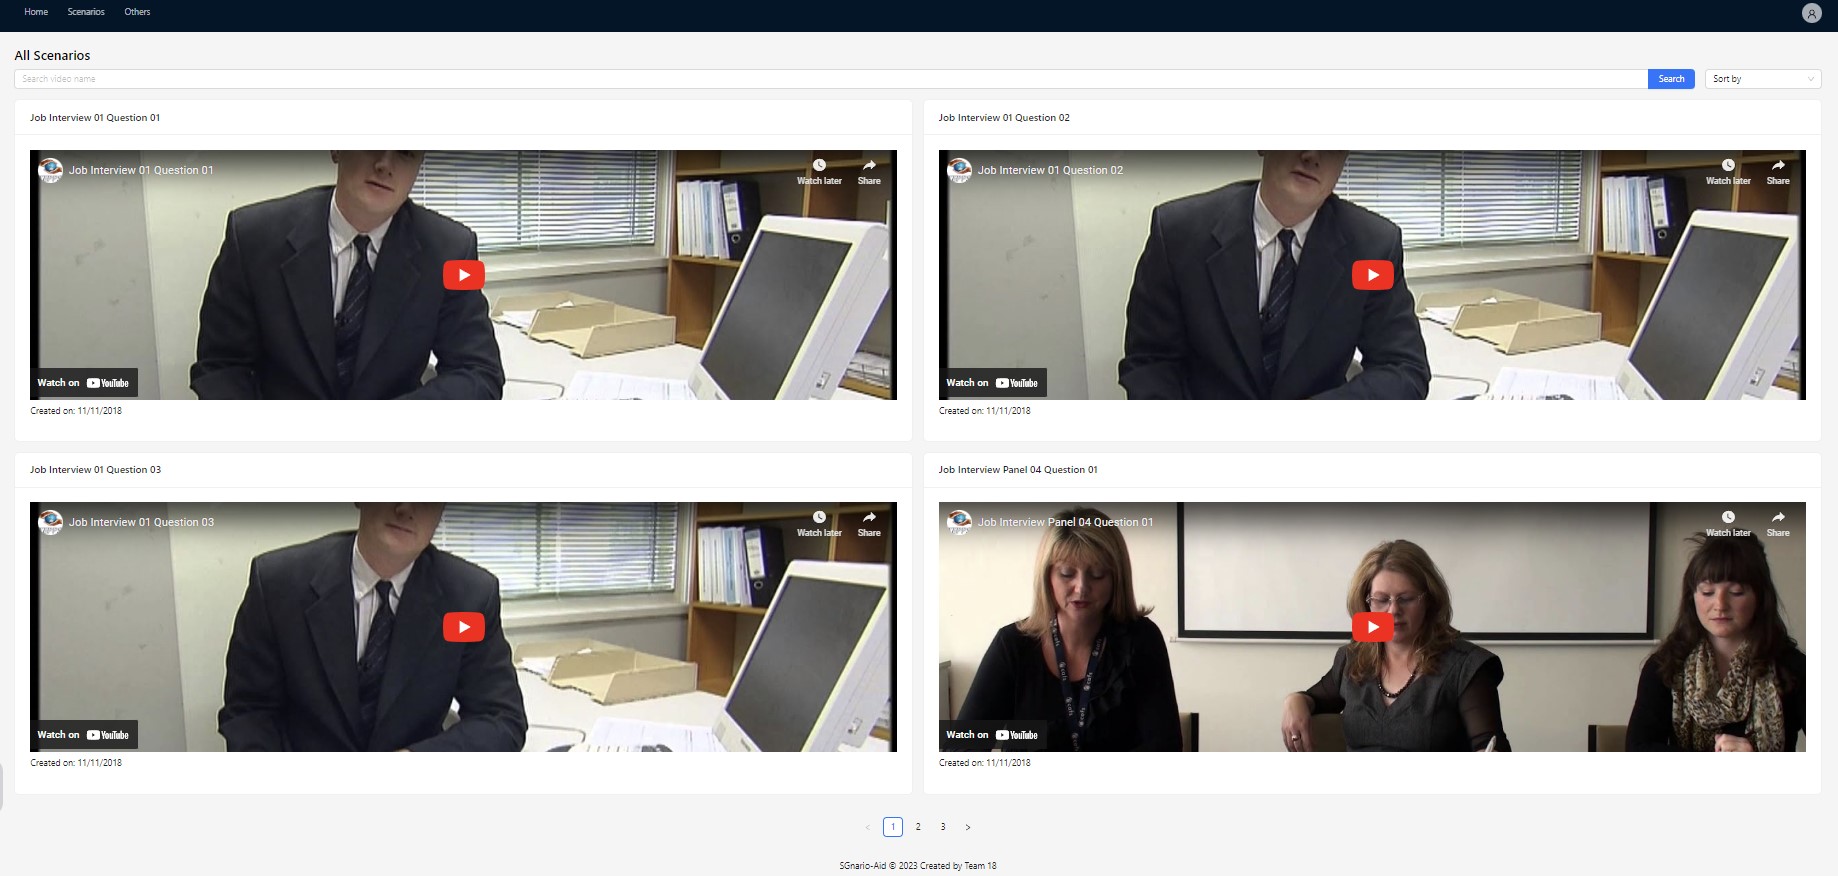 Home Scenarios Others
All Scenarios
Search video name Search Sort by
Job Interview 01 Question 01
Job Interview 01 Question 01 Watch later Share
Watch on YouTube
Created on: 11/11/2018
Job Interview 01 Question 02
Job Interview 01 Question 02 Watch later Share
Watch on YouTube
Created on: 11/11/2018
Job Interview 01 Question 03
Job Interview 01 Question 03 Watch later Share
Watch on YouTube
Created on: 11/11/2018
Job Interview Panel 04 Question 01
Job Interview Panel 04 Question 01 Watch later Share
Watch on YouTube
Created on: 11/11/2018
< 1 2 3 >
SGnario-Aid © 2023 Created by Team 18